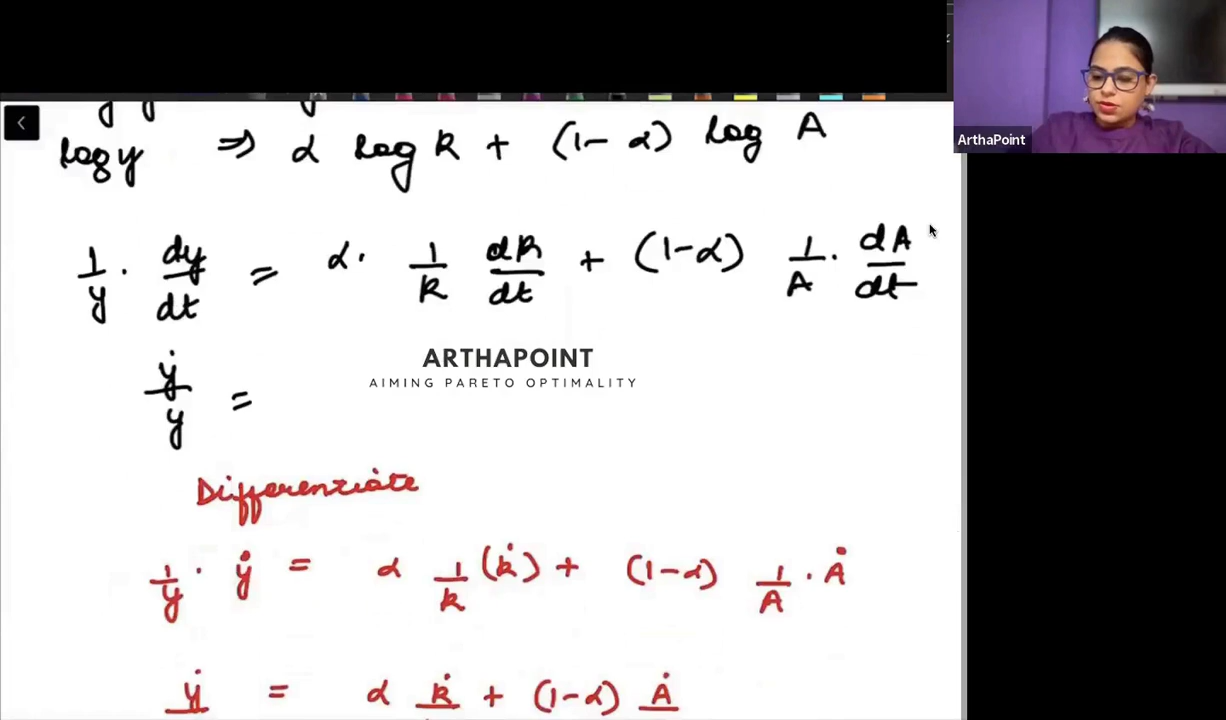 log y ⇒ α log k + (1-α) log A
1/y · dy/dt = α · 1/k dk/dt + (1-α) 1/A · dA/dt
ẏ/y =
ARTHAPOINT
AIMING PARETO OPTIMALITY
Differentiate
1/y · ẏ = α 1/k (k̇) + (1-α) 1/A · Ȧ
ẏ = α k̇ + (1-α) Ȧ
ArthaPoint